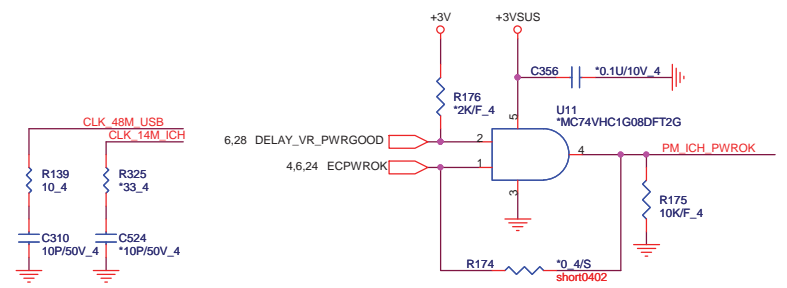 +3V
+3VSUS
C356
*0.1U/10V_4
R176
*2K/F_4
5
U11
*MC74VHC1G08DFT2G
CLK_48M_USB
CLK_14M_ICH
6,28 DELAY_VR_PWRGOOD
2
4
PM_ICH_PWROK
4,6,24 ECPWROK
1
R139
10_4
R325
*33_4
3
R175
10K/F_4
C310
10P/50V_4
C524
*10P/50V_4
R174
*0_4/S
short0402